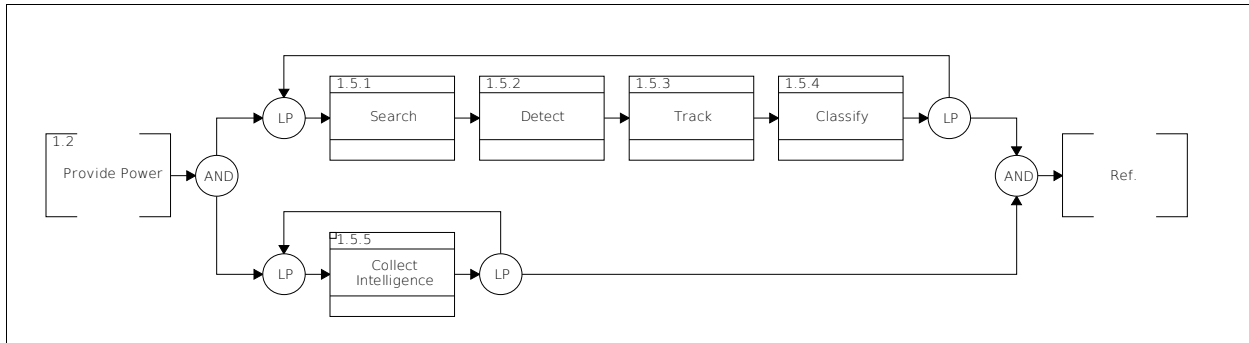 1.5.1
1.5.2
1.5.3
1.5.4
LP
Search
Detect
Track
Classify
LP
1.2
Provide Power
AND
AND
Ref.
1.5.5
LP
Collect
Intelligence
LP